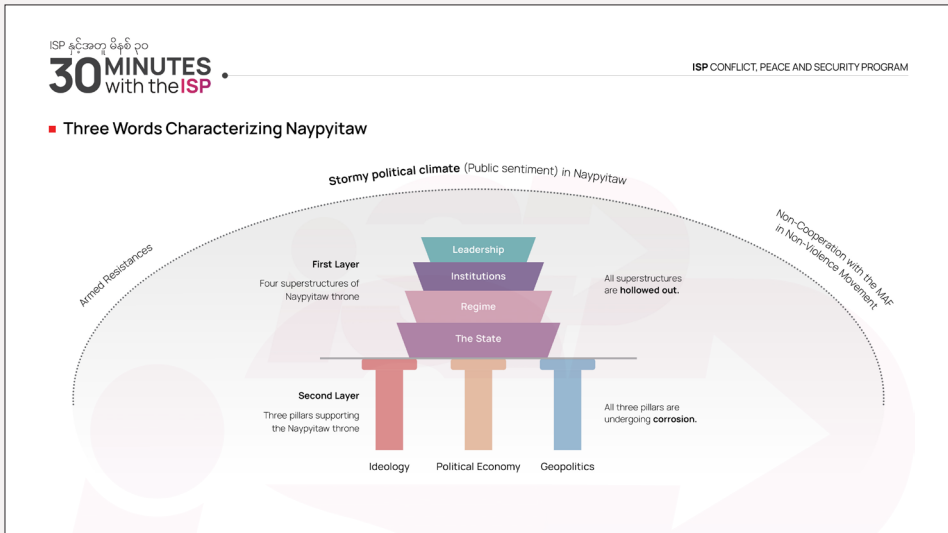 ISP နှင့်အတူ မိနစ် ၃၀
30 MINUTES
with the ISP
ISP CONFLICT, PEACE AND SECURITY PROGRAM
Three Words Characterizing Naypyitaw
Stormy political climate (Public sentiment) in Naypyitaw
Armed Resistances
Non-Cooperation with the MAF
in Non-Violence Movement
First Layer
Four superstructures of
Naypyitaw throne
Leadership
Institutions
Regime
The State
All superstructures
are hollowed out.
Second Layer
Three pillars supporting
the Naypyitaw throne
All three pillars are
undergoing corrosion.
Ideology
Political Economy
Geopolitics